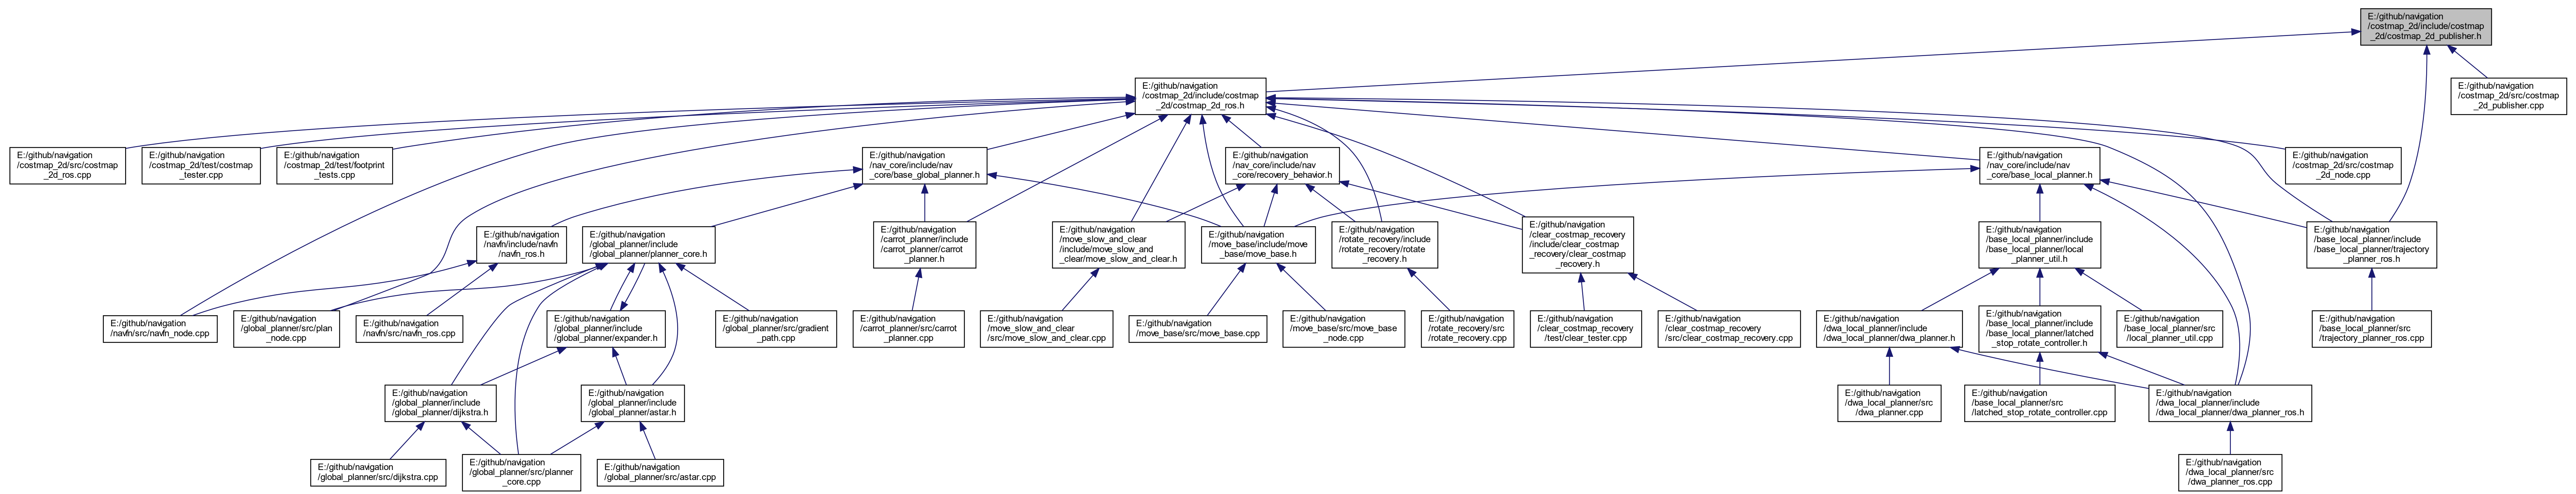 E:/github/navigation
/costmap_2d/include/costmap
_2d/costmap_2d_publisher.h
E:/github/navigation
/costmap_2d/include/costmap
_2d/costmap_2d_ros.h
E:/github/navigation
/costmap_2d/src/costmap
_2d_publisher.cpp
E:/github/navigation
/costmap_2d/src/costmap
_2d_ros.cpp
E:/github/navigation
/costmap_2d/test/costmap
_tester.cpp
E:/github/navigation
/costmap_2d/test/footprint
_tests.cpp
E:/github/navigation
/nav_core/include/nav
_core/base_global_planner.h
E:/github/navigation
/nav_core/include/nav
_core/recovery_behavior.h
E:/github/navigation
/nav_core/include/nav
_core/base_local_planner.h
E:/github/navigation
/costmap_2d/src/costmap
_2d_node.cpp
E:/github/navigation
/navfn/include/navfn
/navfn_ros.h
E:/github/navigation
/global_planner/include
/global_planner/planner_core.h
E:/github/navigation
/carrot_planner/include
/carrot_planner/carrot
_planner.h
E:/github/navigation
/move_slow_and_clear
/include/move_slow_and
_clear/move_slow_and_clear.h
E:/github/navigation
/move_base/include/move
_base/move_base.h
E:/github/navigation
/rotate_recovery/include
/rotate_recovery/rotate
_recovery.h
E:/github/navigation
/clear_costmap_recovery
/include/clear_costmap
_recovery/clear_costmap
_recovery.h
E:/github/navigation
/base_local_planner/include
/base_local_planner/local
_planner_util.h
E:/github/navigation
/base_local_planner/include
/base_local_planner/trajectory
_planner_ros.h
E:/github/navigation
/navfn/src/navfn_node.cpp
E:/github/navigation
/global_planner/src/plan
_node.cpp
E:/github/navigation
/navfn/src/navfn_ros.cpp
E:/github/navigation
/global_planner/include
/global_planner/expander.h
E:/github/navigation
/global_planner/src/gradient
_path.cpp
E:/github/navigation
/carrot_planner/src/carrot
_planner.cpp
E:/github/navigation
/move_slow_and_clear
/src/move_slow_and_clear.cpp
E:/github/navigation
/move_base/src/move_base.cpp
E:/github/navigation
/move_base/src/move_base
_node.cpp
E:/github/navigation
/rotate_recovery/src
/rotate_recovery.cpp
E:/github/navigation
/clear_costmap_recovery
/test/clear_tester.cpp
E:/github/navigation
/clear_costmap_recovery
/src/clear_costmap_recovery.cpp
E:/github/navigation
/dwa_local_planner/include
/dwa_local_planner/dwa_planner.h
E:/github/navigation
/base_local_planner/include
/base_local_planner/latched
_stop_rotate_controller.h
E:/github/navigation
/base_local_planner/src
/local_planner_util.cpp
E:/github/navigation
/base_local_planner/src
/trajectory_planner_ros.cpp
E:/github/navigation
/global_planner/include
/global_planner/dijkstra.h
E:/github/navigation
/global_planner/include
/global_planner/astar.h
E:/github/navigation
/dwa_local_planner/src
/dwa_planner.cpp
E:/github/navigation
/base_local_planner/src
/latched_stop_rotate_controller.cpp
E:/github/navigation
/dwa_local_planner/include
/dwa_local_planner/dwa_planner_ros.h
E:/github/navigation
/global_planner/src/dijkstra.cpp
E:/github/navigation
/global_planner/src/planner
_core.cpp
E:/github/navigation
/global_planner/src/astar.cpp
E:/github/navigation
/dwa_local_planner/src
/dwa_planner_ros.cpp